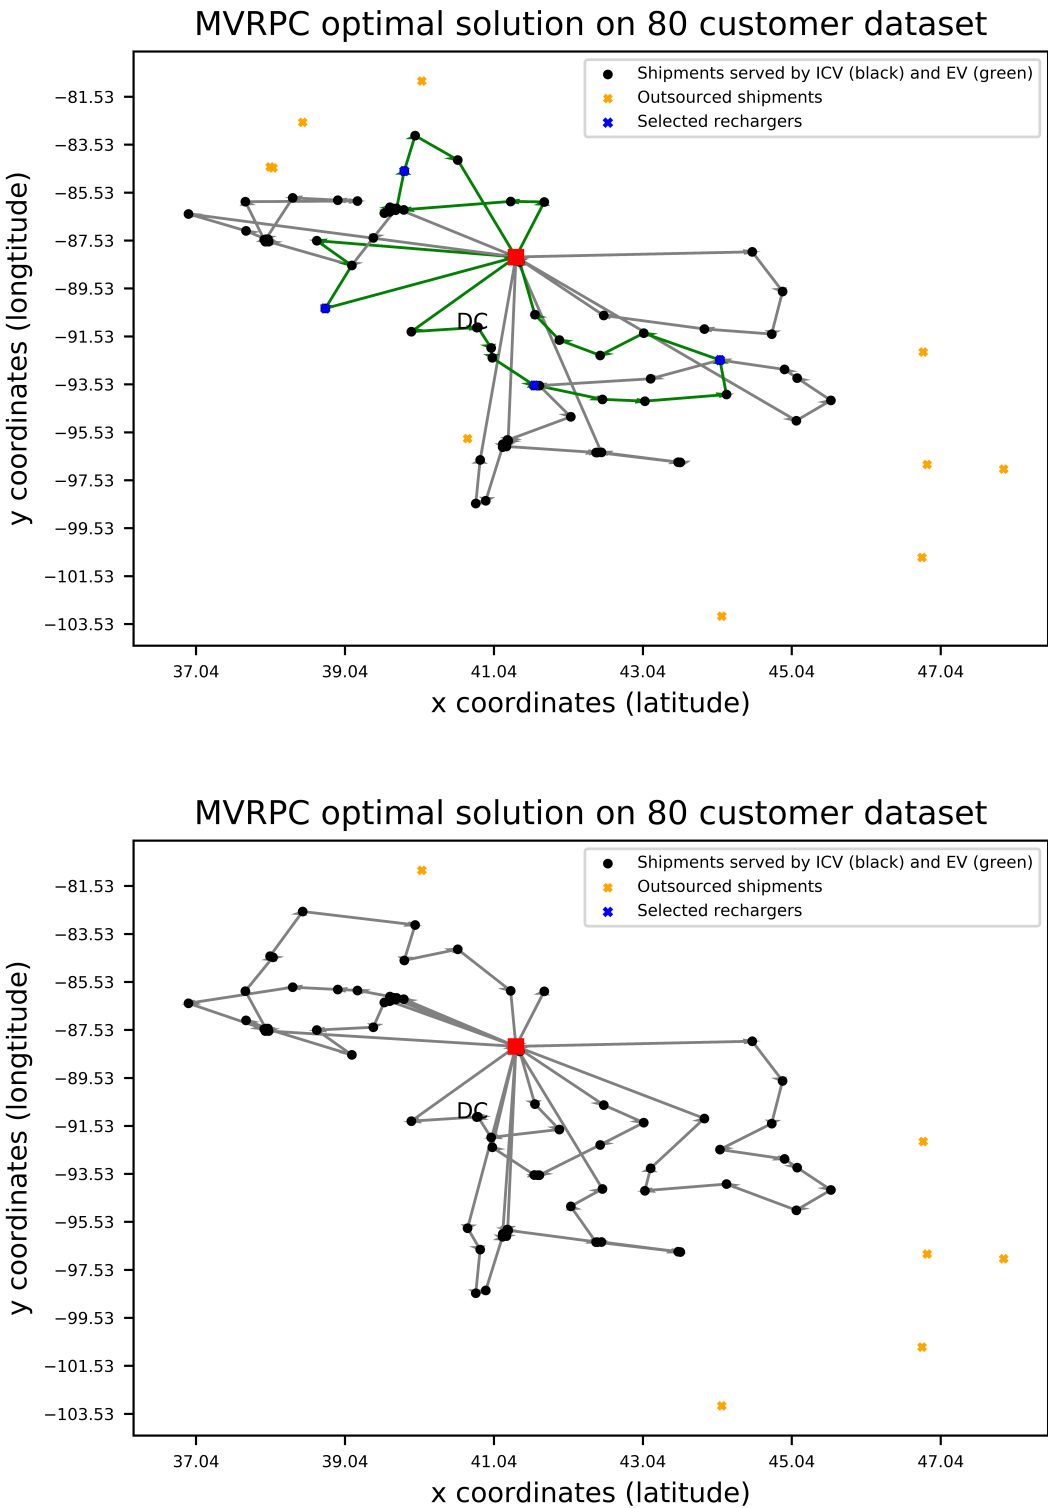 MVRPC optimal solution on 80 customer dataset
Shipments served by ICV (black) and EV (green)
Outsourced shipments
Selected rechargers
y coordinates (longtitude)
−81.53
−83.53
−85.53
−87.53
−89.53
−91.53
−93.53
−95.53
−97.53
−99.53
−101.53
−103.53
DC
37.04 39.04 41.04 43.04 45.04 47.04
x coordinates (latitude)
MVRPC optimal solution on 80 customer dataset
Shipments served by ICV (black) and EV (green)
Outsourced shipments
Selected rechargers
y coordinates (longtitude)
−81.53
−83.53
−85.53
−87.53
−89.53
−91.53
−93.53
−95.53
−97.53
−99.53
−101.53
−103.53
DC
37.04 39.04 41.04 43.04 45.04 47.04
x coordinates (latitude)